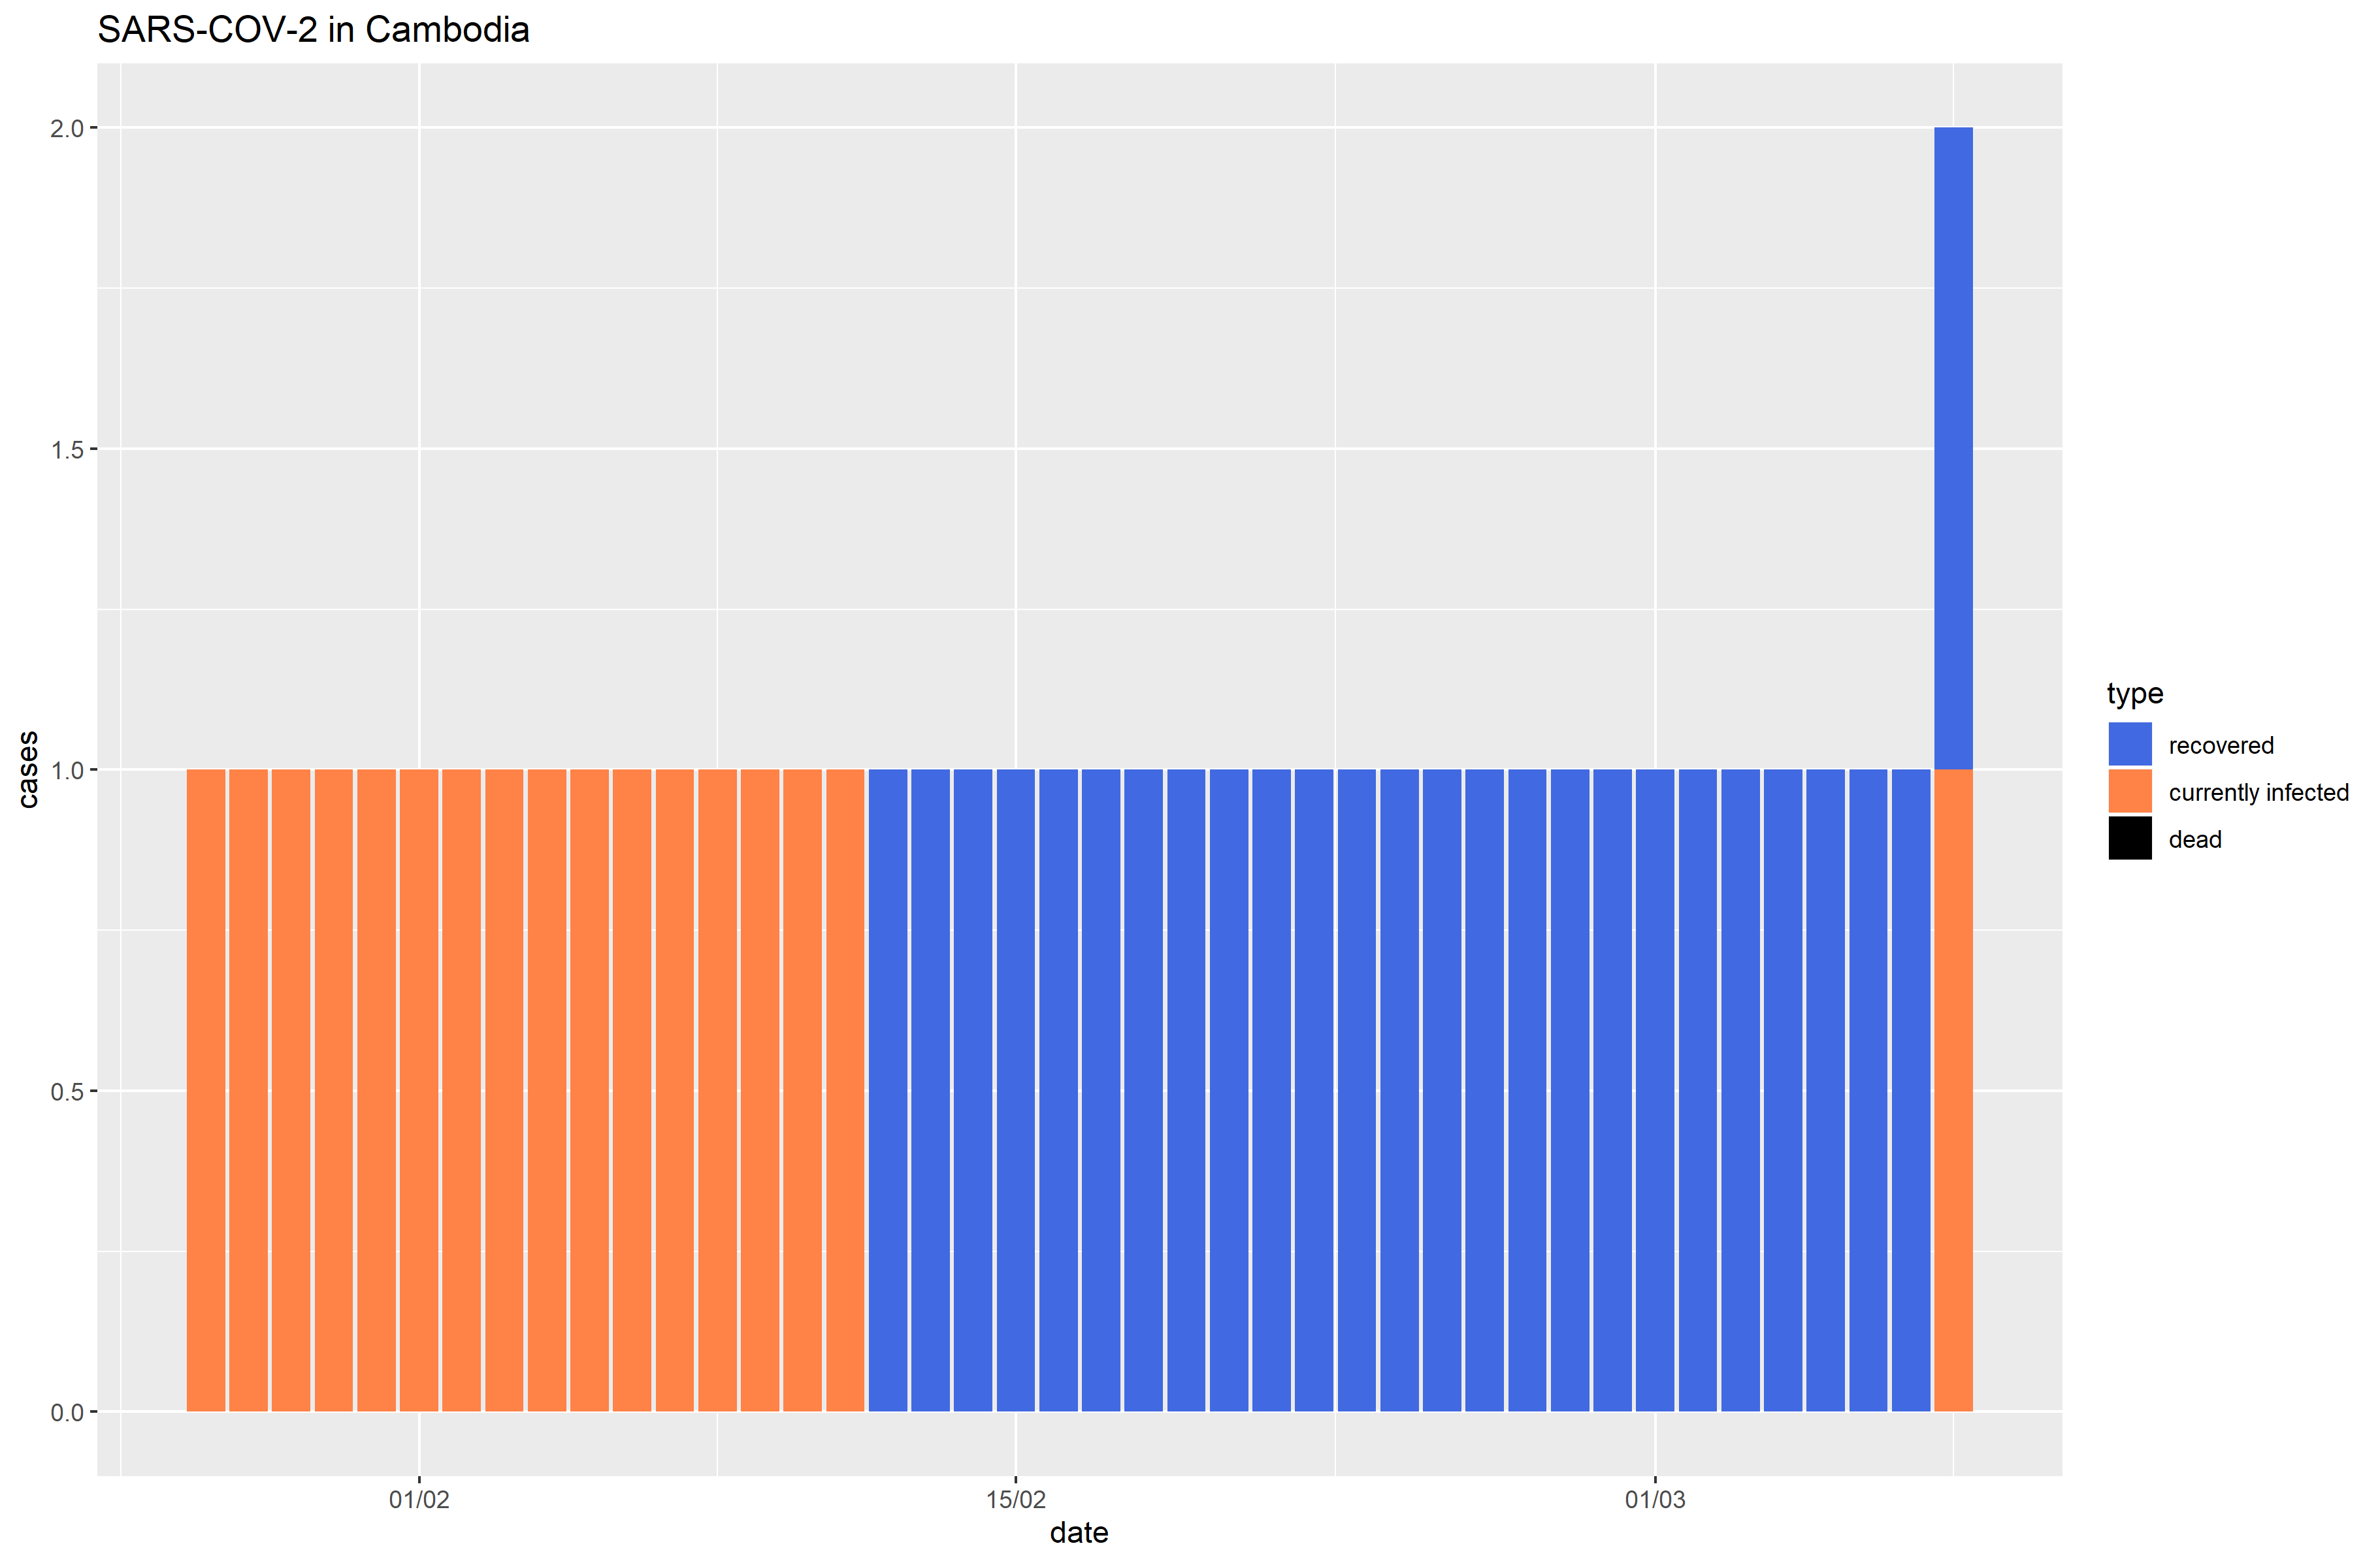 SARS-COV-2 in Cambodia
2.0
1.5
1.0
0.5
0.0
cases
01/02 15/02 01/03
date
type
recovered
currently infected
dead